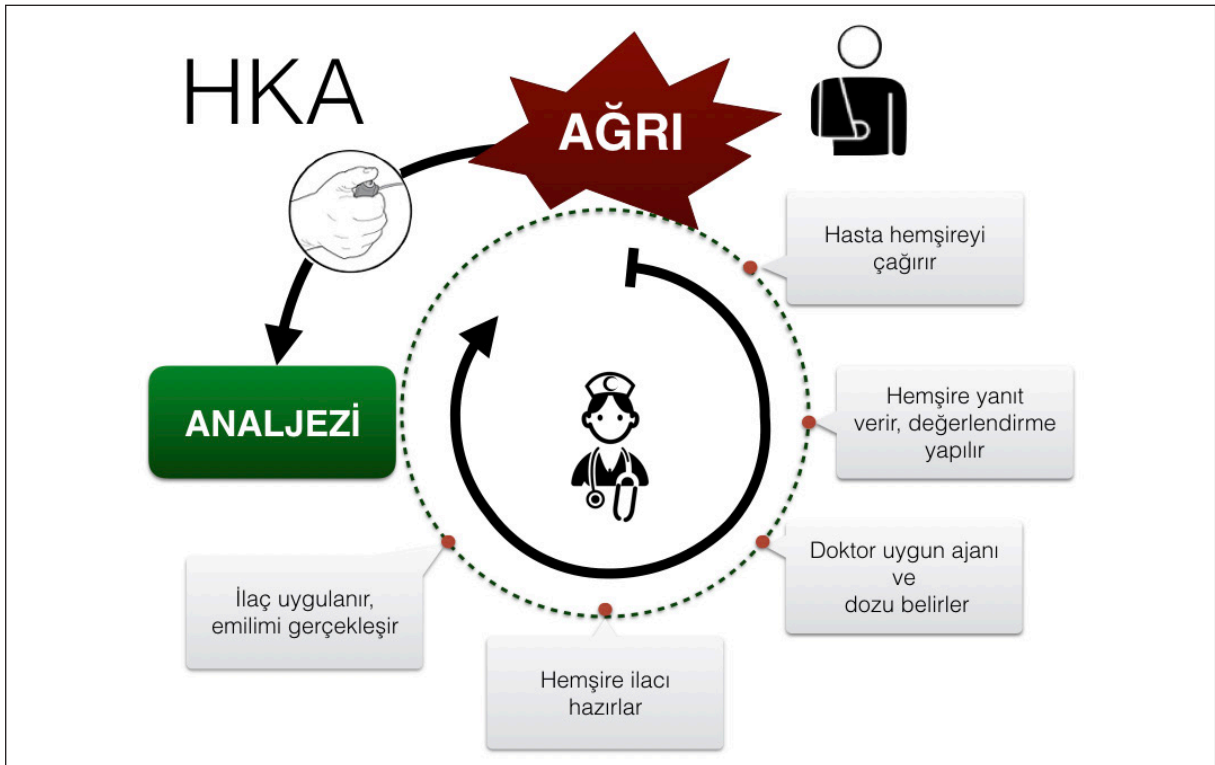 HKA
AĞRI
Hasta hemşireyi
çağırır
Hemşire yanıt
verir, değerlendirme
yapılır
Doktor uygun ajanı
ve
dozu belirler
Hemşire ilacı
hazırlar
İlaç uygulanır,
emilimi gerçekleşir
ANALJEZİ